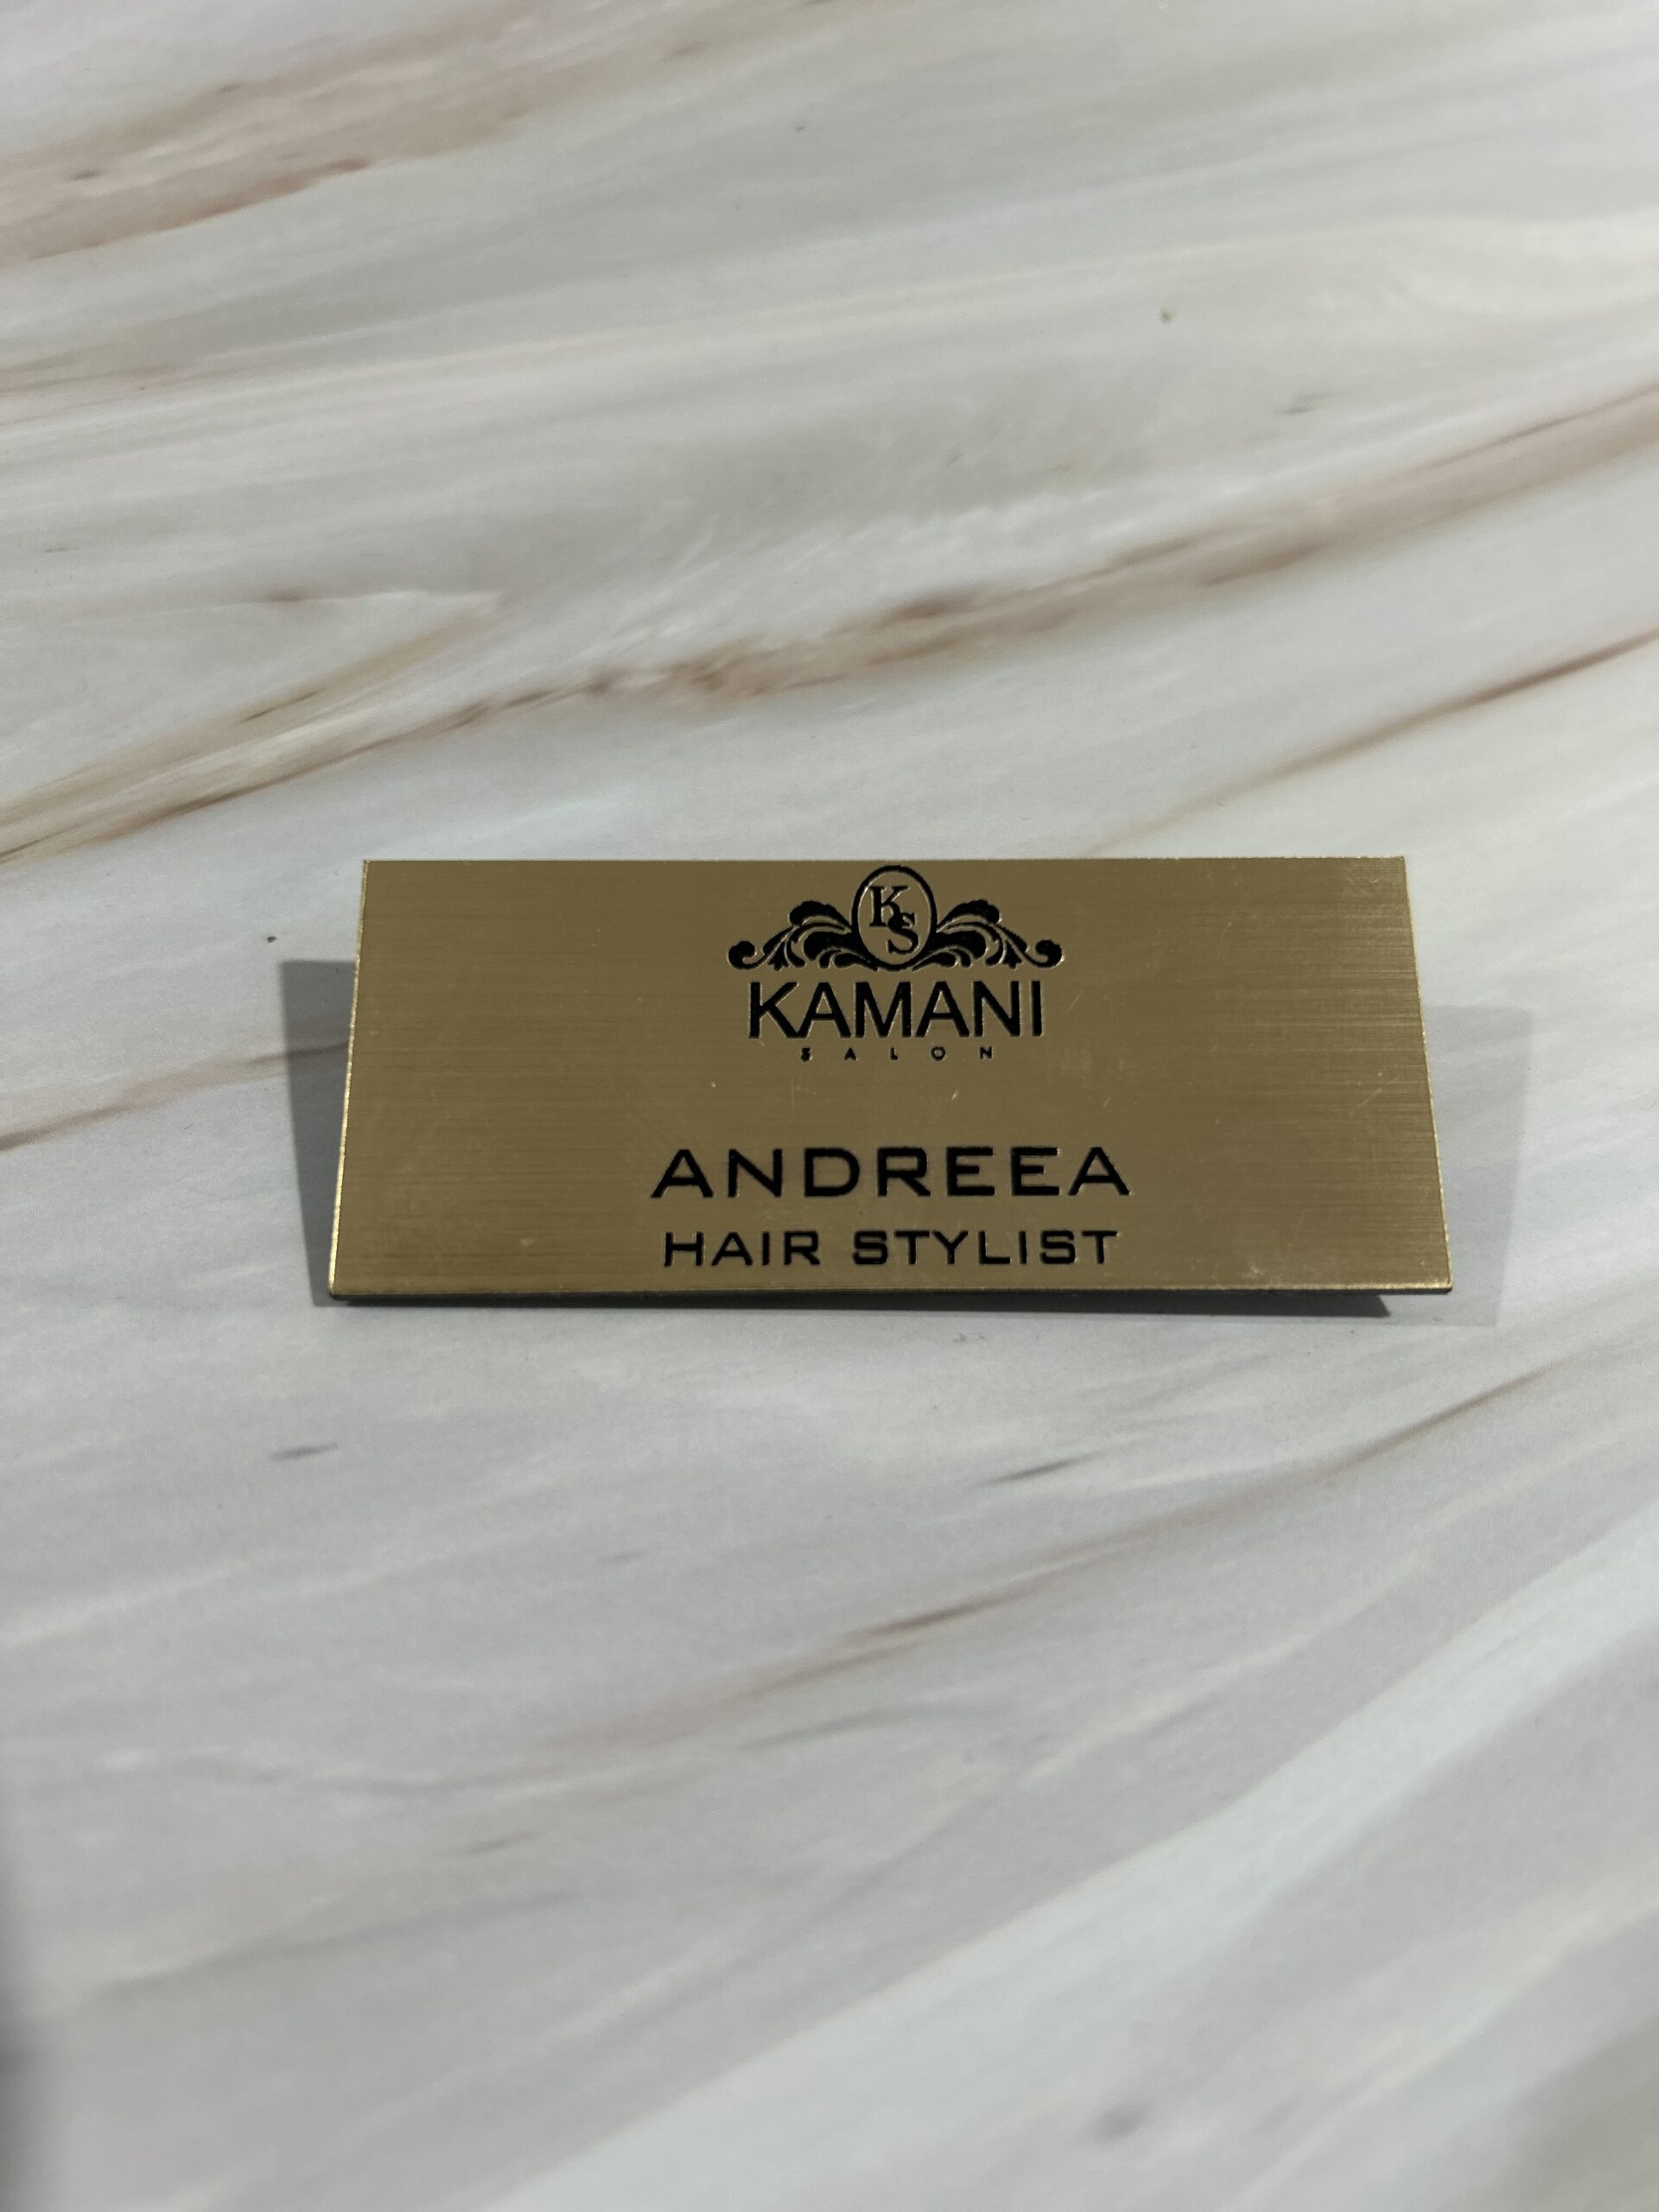 KS
KAMANI
SALON
ANDREEA
HAIR STYLIST